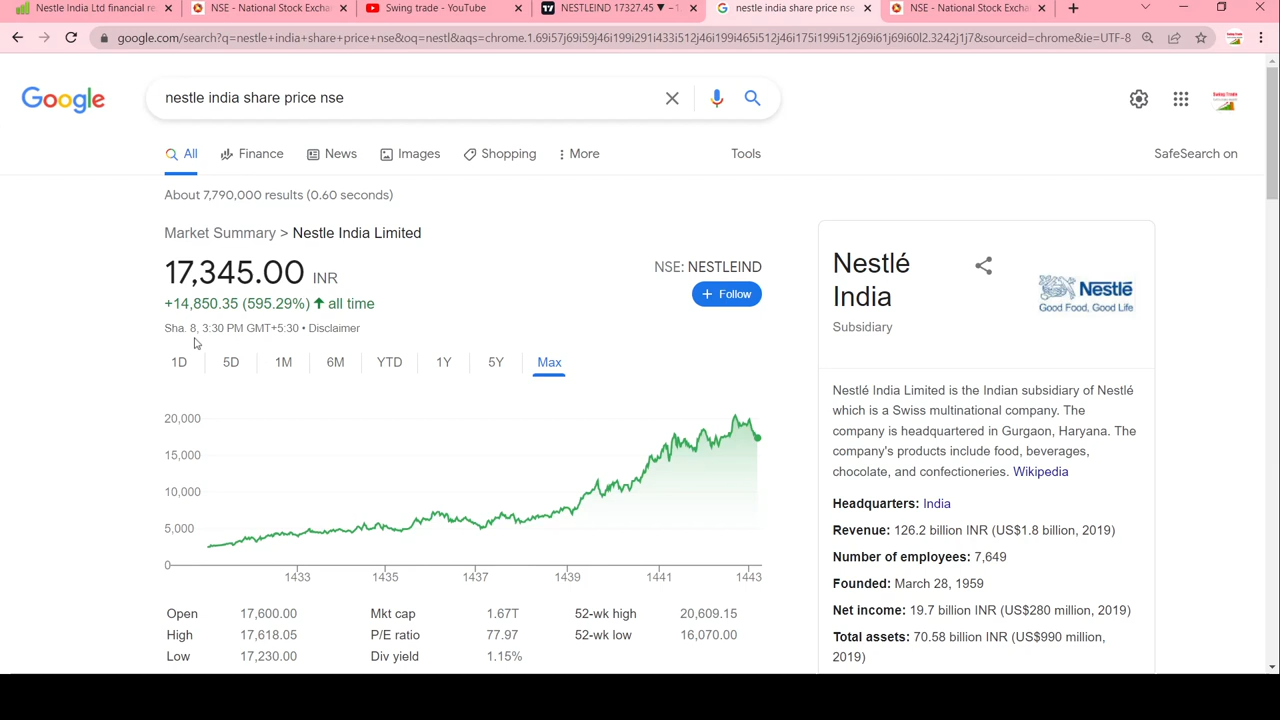 Nestle India Ltd financial re
NSE - National Stock Exchan
Swing trade - YouTube
NESTLEIND 17327.45 ▼ −1
nestle india share price nse
NSE - National Stock Exchan
google.com/search?q=nestle+india+share+price+nse&oq=nestl&aqs=chrome.1.69i57j69i59j46i199i291i433i512j46i199i465i512j46i175i199i512j69i61j69i60l2.3242j1j7&sourceid=chrome&ie=UTF-8
Google
nestle india share price nse
All
Finance
News
Images
Shopping
More
Tools
SafeSearch on
About 7,790,000 results (0.60 seconds)
Market Summary > Nestle India Limited
17,345.00 INR
NSE: NESTLEIND
+14,850.35 (595.29%) ↑ all time
+ Follow
Sha. 8, 3:30 PM GMT+5:30 • Disclaimer
1D
5D
1M
6M
YTD
1Y
5Y
Max
20,000
15,000
10,000
5,000
0
1433
1435
1437
1439
1441
1443
Open 17,600.00 Mkt cap 1.67T 52-wk high 20,609.15
High 17,618.05 P/E ratio 77.97 52-wk low 16,070.00
Low 17,230.00 Div yield 1.15%
Nestlé
India
Subsidiary
Nestlé
Good Food, Good Life
Nestlé India Limited is the Indian subsidiary of Nestlé
which is a Swiss multinational company. The
company is headquartered in Gurgaon, Haryana. The
company's products include food, beverages,
chocolate, and confectioneries. Wikipedia
Headquarters: India
Revenue: 126.2 billion INR (US$1.8 billion, 2019)
Number of employees: 7,649
Founded: March 28, 1959
Net income: 19.7 billion INR (US$280 million, 2019)
Total assets: 70.58 billion INR (US$990 million,
2019)